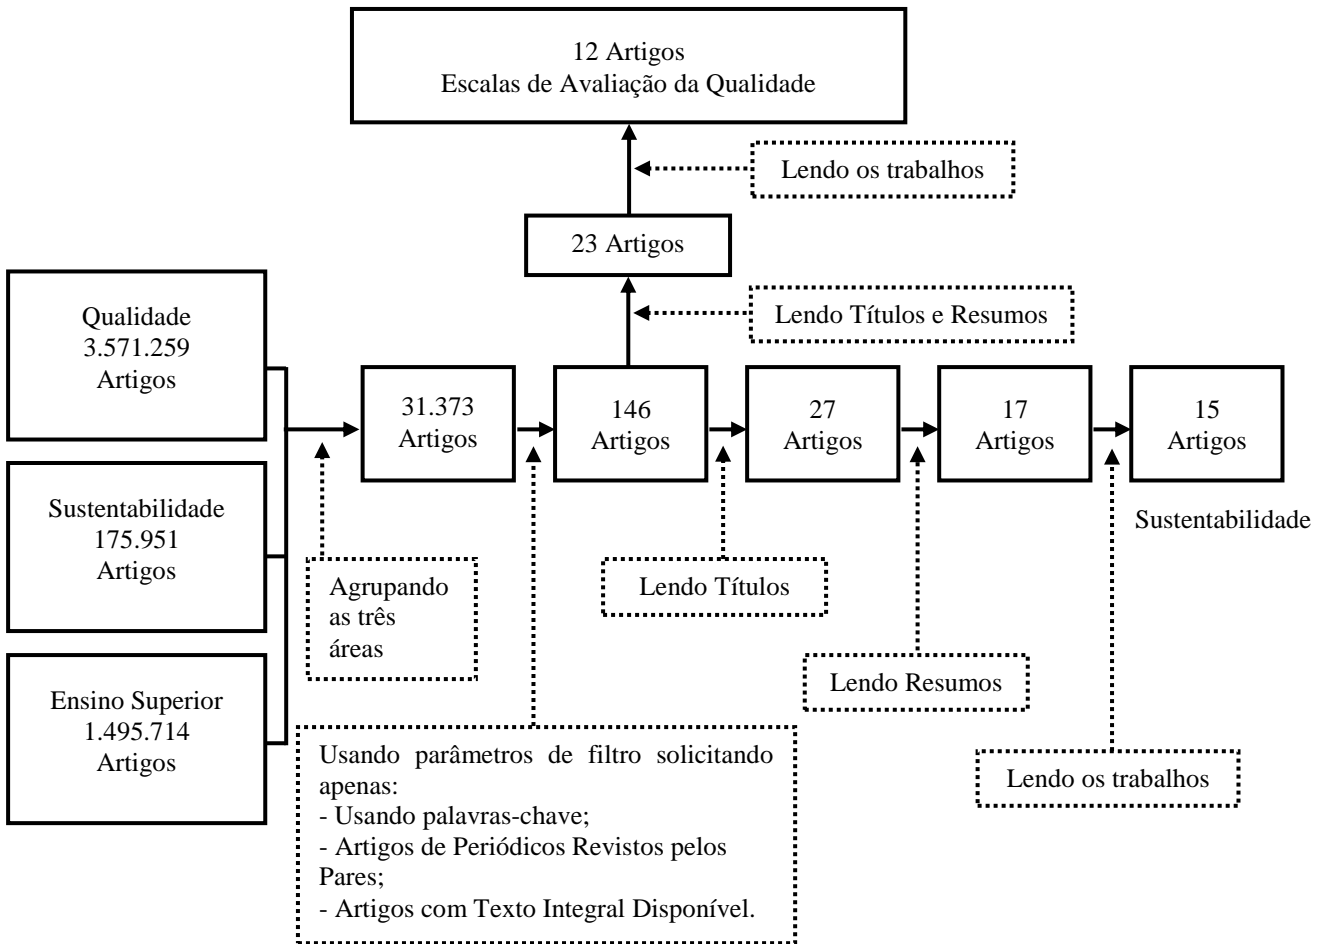 12 Artigos
Escalas de Avaliação da Qualidade
Lendo os trabalhos
23 Artigos
Lendo Títulos e Resumos
Qualidade
3.571.259
Artigos
Sustentabilidade
175.951
Artigos
Ensino Superior
1.495.714
Artigos
31.373
Artigos
146
Artigos
27
Artigos
17
Artigos
15
Artigos
Sustentabilidade
Agrupando
as três
áreas
Lendo Títulos
Lendo Resumos
Lendo os trabalhos
Usando parâmetros de filtro solicitando
apenas:
- Usando palavras-chave;
- Artigos de Periódicos Revistos pelos
Pares;
- Artigos com Texto Integral Disponível.